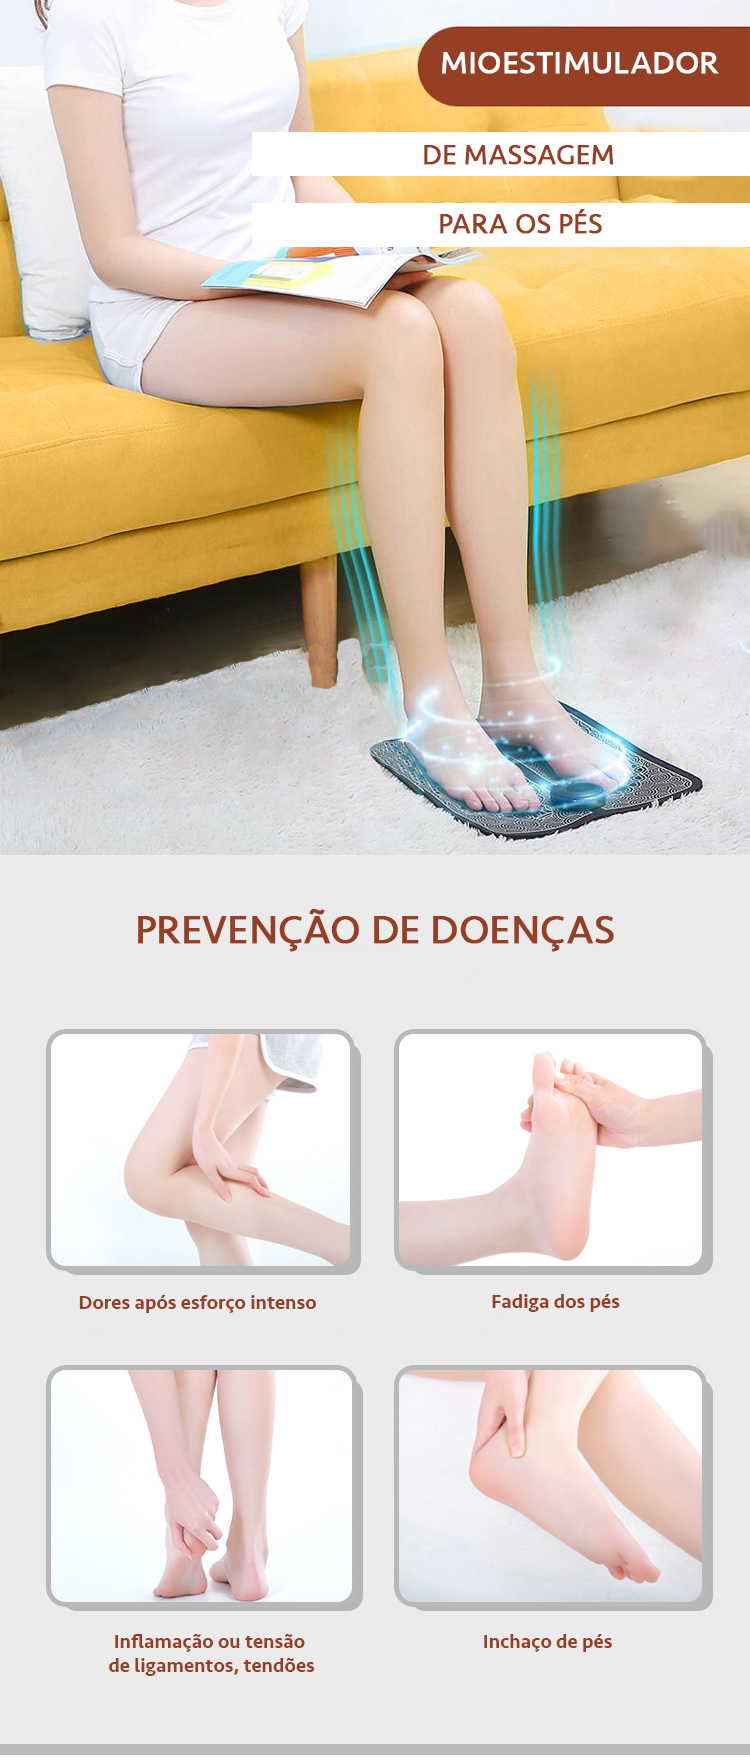 MIOESTIMULADOR
DE MASSAGEM
PARA OS PÉS
PREVENÇÃO DE DOENÇAS
Dores após esforço intenso
Fadiga dos pés
Inflamação ou tensão
de ligamentos, tendões
Inchaço de pés